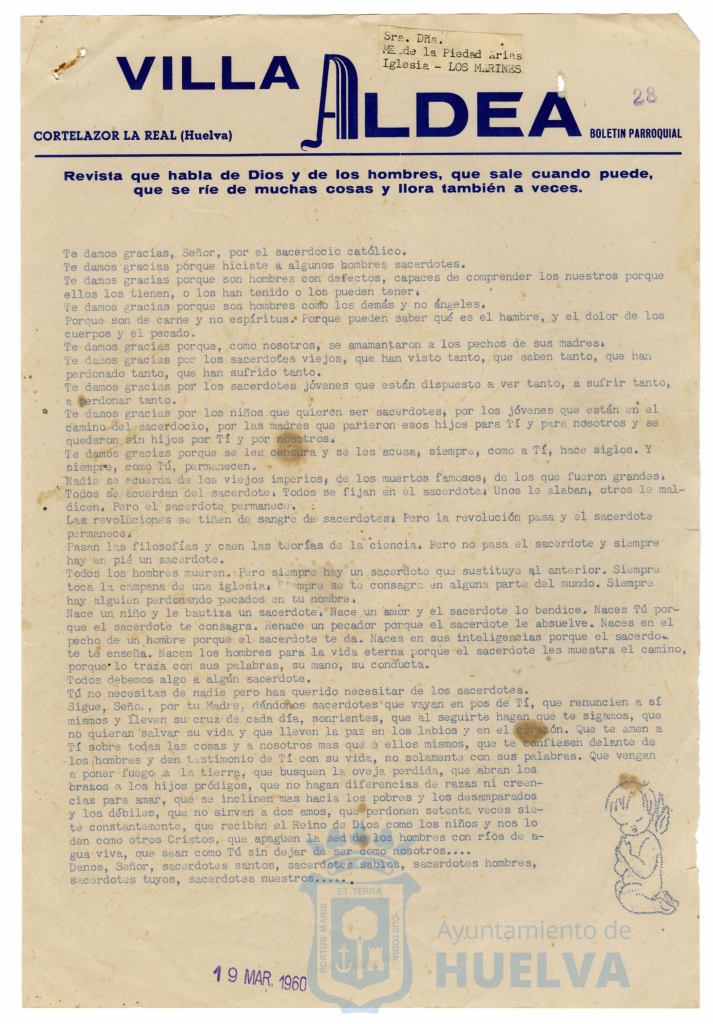 Sra. Dña.
Mª.de la Piedad Arias
Iglesia - LOS MARINES
VILLA ALDEA
28
CORTELAZOR LA REAL (Huelva)
BOLETIN PARROQUIAL
Revista que habla de Dios y de los hombres, que sale cuando puede,
que se ríe de muchas cosas y llora también a veces.
Te damos gracias, Señor, por el sacerdocio católico.
Te damos gracias pòrque hiciste a algunos hombres sacerdotes.
Te damos gracias porque son hombres con defectos, capaces de comprender los nuestros porque
ellos los tienen, o los han tenido o los pueden tener.
Te damos gracias porque son hombres como los demás y no ángeles.
Porque son de carne y no espíritus. Porque pueden saber qué es el hambre, y el dolor de los
cuerpos y el pecado.
Te damos gracias porque, como nosotros, se amamantaron a los pechos de sus madres.
Te damos gracias por los sacerdotes viejos, que han visto tanto, que saben tanto, que han
perdonado tanto, que han sufrido tanto.
Te damos gracias por los sacerdotes jóvenes que están dispuesto a ver tanto, a sufrir tanto,
a perdonar tanto.
Te damos gracias por los niños que quieren ser sacerdotes, por los jóvenes que están en el
camino del sacerdocio, por las madres que parieron esos hijos para Tí y para nosotros y se
quedaron sin hijos por Tí y por nosotros.
Te damos gracias porque se les censura y se les acusa, siempre, como a Tí, hace siglos. Y
siempre, como Tú, permanecen.
Nadie se acuerda de los viejos imperios, de los muertos famosos, de los que fueron grandes.
Todos se acuerdan del sacerdote. Todos se fijan en el sacerdote. Unos le alaban, otros le mal-
dicen. Pero el sacerdote permanece.
Las revoluciones se tiñen de sangre de sacerdotes. Pero la revolución pasa y el sacerdote
permanece.
Pasan las filosofías y caen las teorías de la ciencia. Pero no pasa el sacerdote y siempre
hay en pié un sacerdote.
Todos los hombres mueren. Pero siempre hay un sacerdote que sustituye al anterior. Siempre
toca la campana de una iglesia. Siempre se te consagra en alguna parte del mundo. Siempre
hay alguien perdonando pecados en tu nombre.
Nace un niño y le bautiza un sacerdote. Nace un amor y el sacerdote lo bendice. Naces Tú por-
que el sacerdote te consagra. Renace un pecador porque el sacerdote le absuelve. Naces en el
pecho de un hombre porque el sacerdote te da. Naces en sus inteligencias porque el sacerdo-
te te enseña. Nacen los hombres para la vida eterna porque el sacerdote les muestra el camino,
porque lo traza con sus palabras, su mano, su conducta.
Todos debemos algo a algún sacerdote.
Tú no necesitas de nadie pero has querido necesitar de los sacerdotes.
Sigue, Señor, por tu Madre, dándonos sacerdotes que vayan en pos de Tí, que renuncien a sí
mismos y lleven su cruz de cada día, sonrientes, que al seguirte hagan que te sigamos, que
no quieran salvar su vida y que lleven la paz en los labios y en el corazón. Que te amen a
Tí sobre todas las cosas y a nosotros mas que a ellos mismos, que te confiesen delante de
los hombres y den testimonio de Tí con su vida, no solamente con sus palabras. Que vengan
a poner fuego a la tierra, que busquen la oveja perdida, que abran los
brazos a los hijos pródigos, que no hagan diferencias de razas ni creen-
cias para amar, que se inclinen mas hacia los pobres y los desamparados
y los débiles, que no sirvan a dos amos, que perdonen setenta veces sie-
te constantemente, que reciban el Reino de Dios como los niños y nos lo
den como otros Cristos, que apaguen la sed de los hombres con ríos de a-
gua viva, que sean como Tú sin dejar de ser como nosotros....
Danos, Señor, sacerdotes santos, sacerdotes sabios, sacerdotes hombres,
sacerdotes tuyos, sacerdotes nuestros......
ET TERRÆ
PORTUS MARIS
CUSTODIA
Ayuntamiento de
HUELVA
19 MAR. 1960